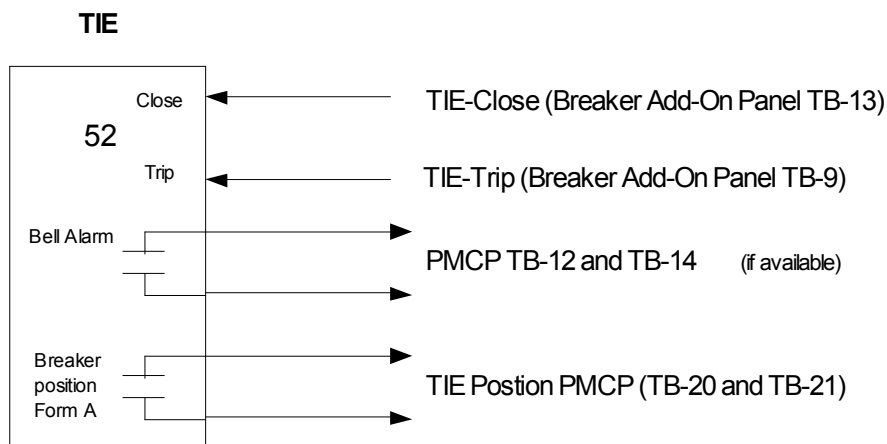 TIE
Close
TIE-Close (Breaker Add-On Panel TB-13)
52
Trip
TIE-Trip (Breaker Add-On Panel TB-9)
Bell Alarm
PMCP TB-12 and TB-14 (if available)
Breaker
position
Form A
TIE Postion PMCP (TB-20 and TB-21)